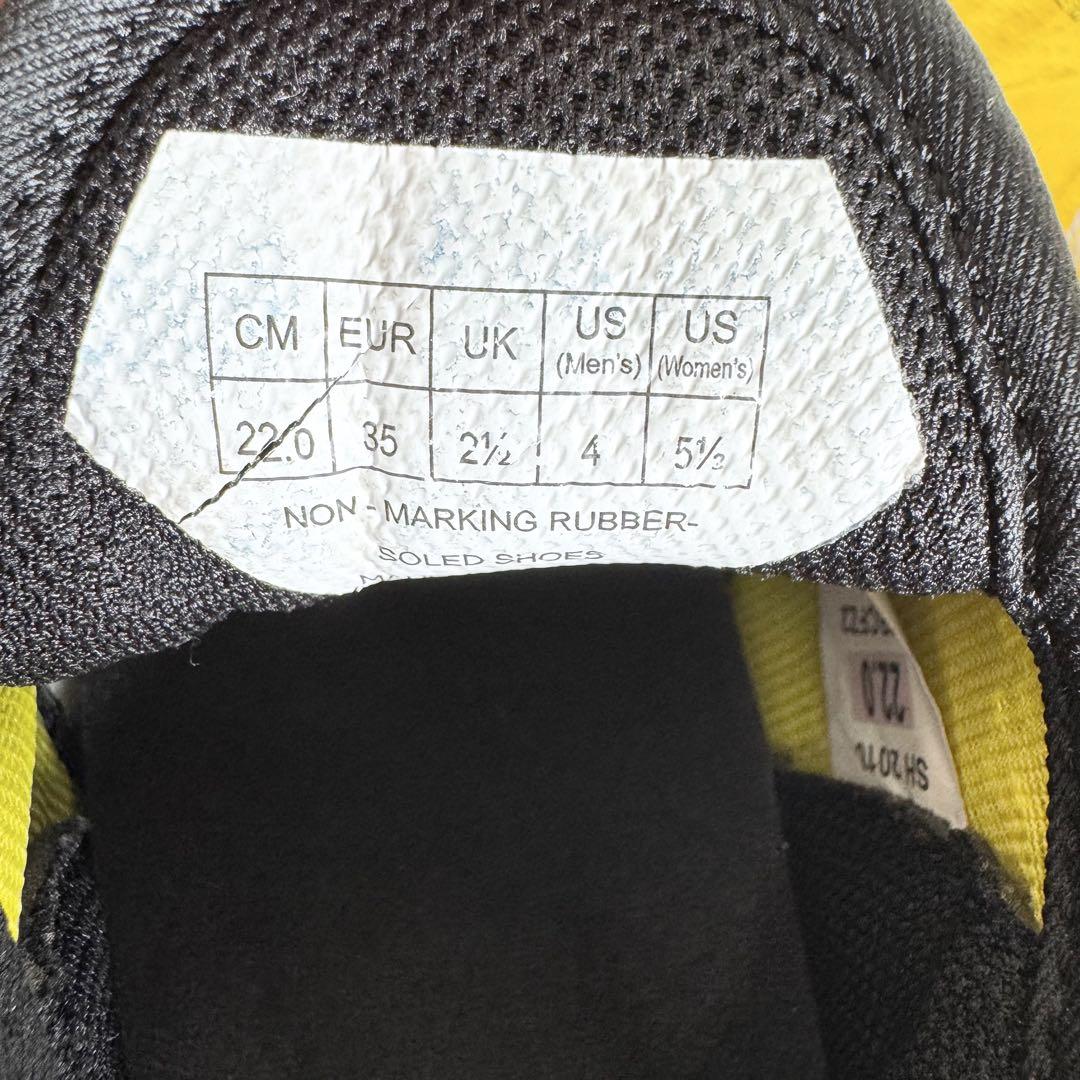 CM EUR UK US (Men's) US (Women's)
22.0 35 2½ 4 5½
NON-MARKING RUBBER-
SOLED SHOES
22.0